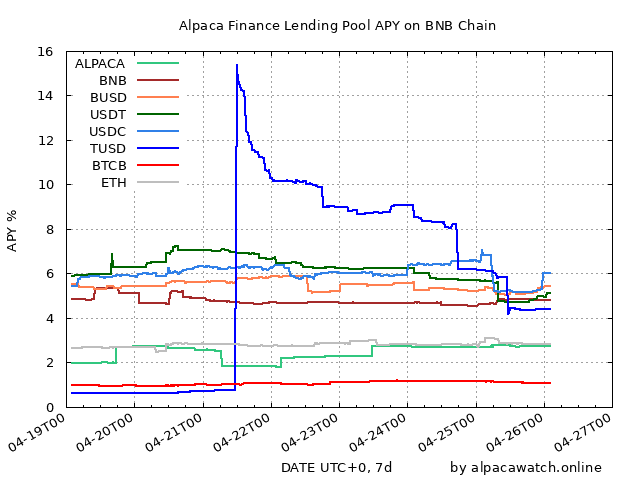 Alpaca Finance Lending Pool APY on BNB Chain
16
14
12
10
8
6
4
2
0
APY %
ALPACA
BNB
BUSD
USDT
USDC
TUSD
BTCB
ETH
04-19T00
04-20T00
04-21T00
04-22T00
04-23T00
04-24T00
04-25T00
04-26T00
04-27T00
DATE UTC+0, 7d
by alpacawatch.online